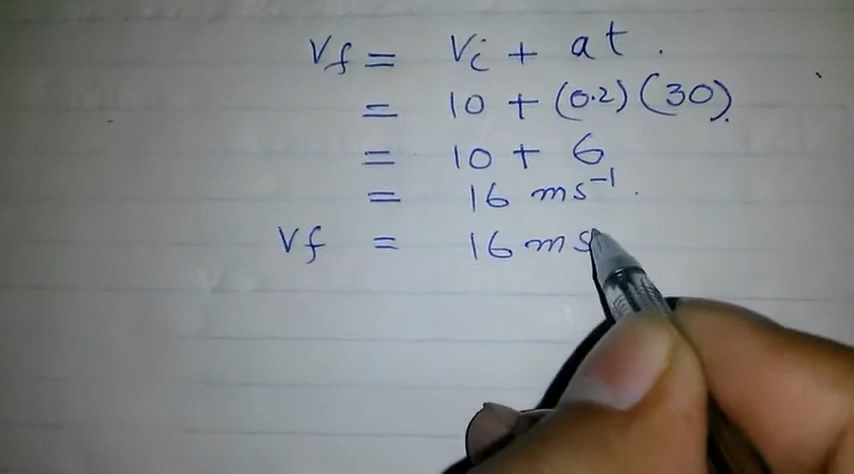 Vf = Vi + at.
= 10 + (0.2) (30).
= 10 + 6
= 16 ms⁻¹.
Vf = 16 ms